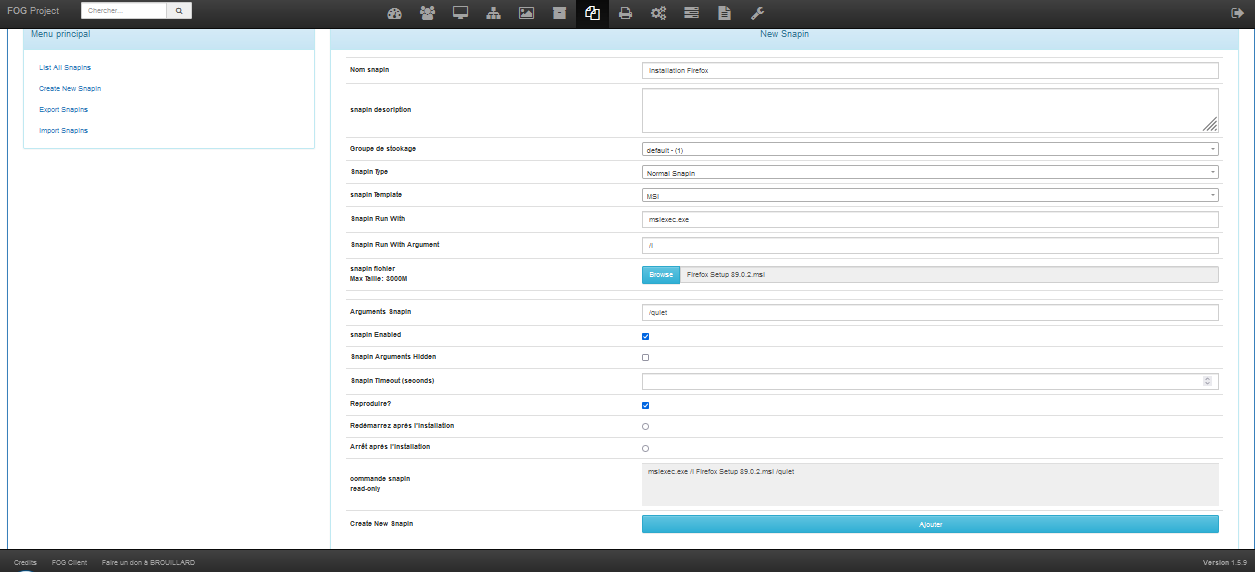 FOG Project
Chercher...
Menu principal
List All Snapins
Create New Snapin
Export Snapins
Import Snapins
New Snapin
Nom snapin
Installation Firefox
snapin description
Groupe de stockage
default - (1)
Snapin Type
Normal Snapin
snapin Template
MSI
Snapin Run With
msiexec.exe
Snapin Run With Argument
/i
snapin fichier
Max Taille: 3000M
Browse
Firefox Setup 89.0.2.msi
Arguments Snapin
/quiet
snapin Enabled
Snapin Arguments Hidden
Snapin Timeout (seconds)
Reproduire?
Redémarrez après l'installation
Arrêt après l'installation
commande snapin
read-only
msiexec.exe /i Firefox Setup 89.0.2.msi /quiet
Create New Snapin
Ajouter
Credits
FOG Client
Faire un don à BROUILLARD
Version 1.5.9